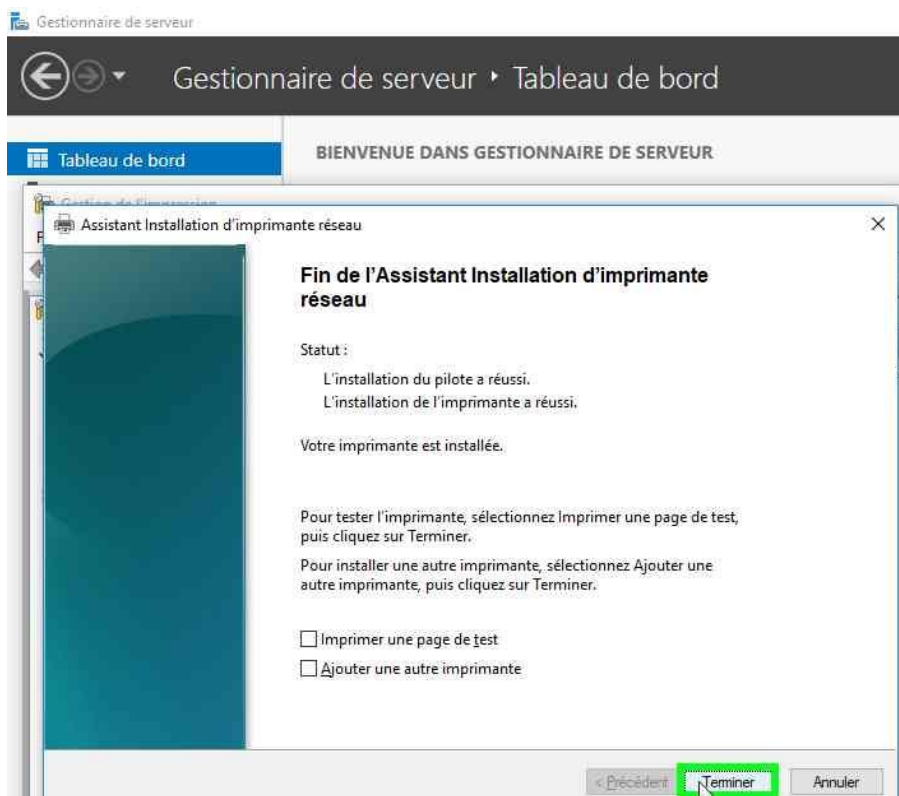 Gestionnaire de serveur
Gestionnaire de serveur ‣ Tableau de bord
Tableau de bord
BIENVENUE DANS GESTIONNAIRE DE SERVEUR
Gestion de l'impression
Assistant Installation d'imprimante réseau
Fin de l'Assistant Installation d'imprimante
réseau
Statut :
L'installation du pilote a réussi.
L'installation de l'imprimante a réussi.
Votre imprimante est installée.
Pour tester l'imprimante, sélectionnez Imprimer une page de test,
puis cliquez sur Terminer.
Pour installer une autre imprimante, sélectionnez Ajouter une
autre imprimante, puis cliquez sur Terminer.
Imprimer une page de test
Ajouter une autre imprimante
< Précédent Terminer Annuler